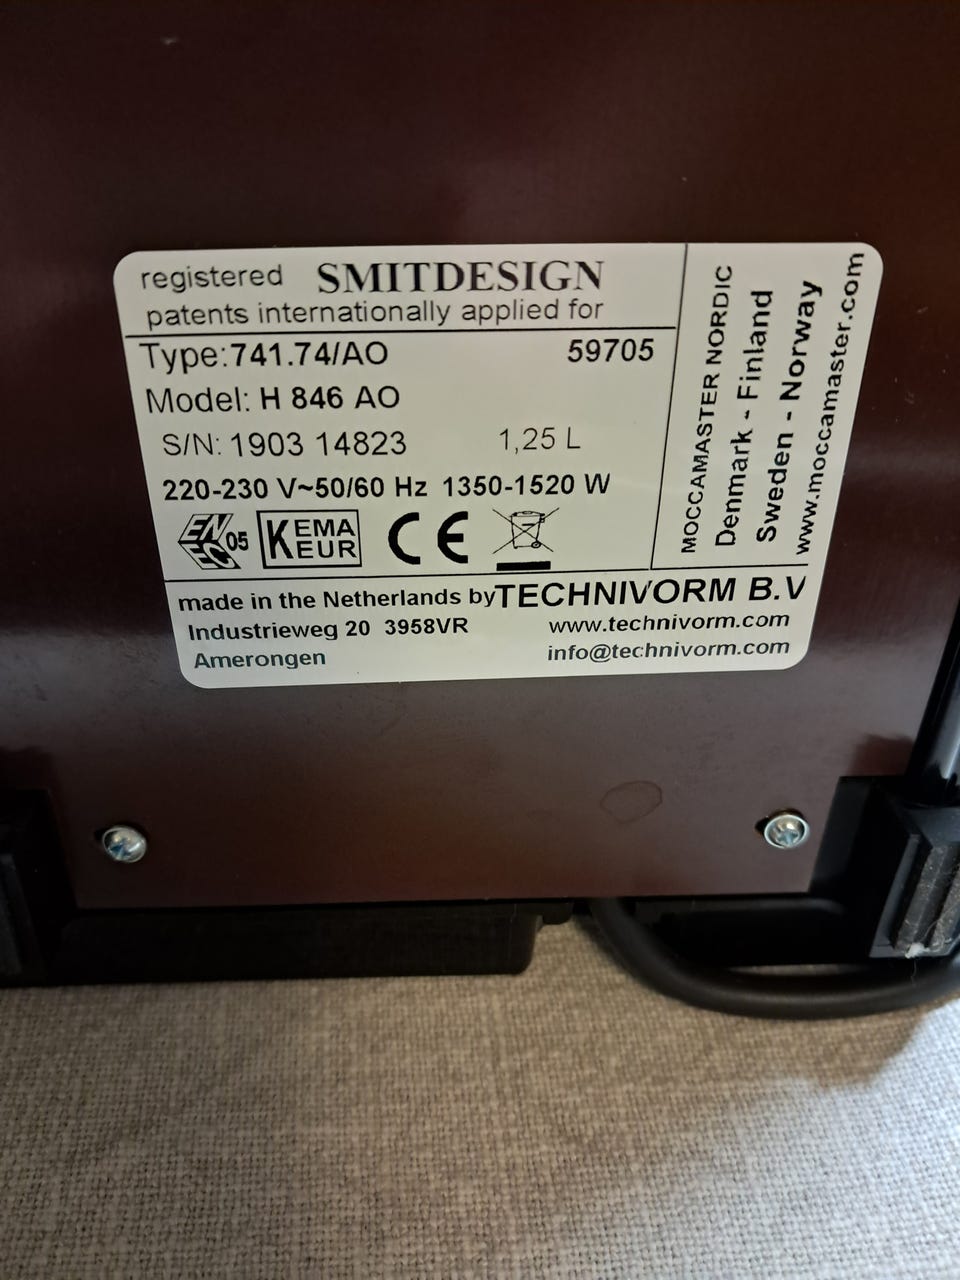 registered SMITDESIGN
patents internationally applied for
Type:741.74/AO 59705
Model: H 846 AO
S/N: 1903 14823 1,25 L
220-230 V~50/60 Hz 1350-1520 W
EN
EC 05
KEMA
KEUR
CE
made in the Netherlands by TECHNIVORM B.V
Industrieweg 20 3958VR www.technivorm.com
Amerongen info@technivorm.com
MOCCAMASTER NORDIC
Denmark - Finland
Sweden - Norway
www.moccamaster.com